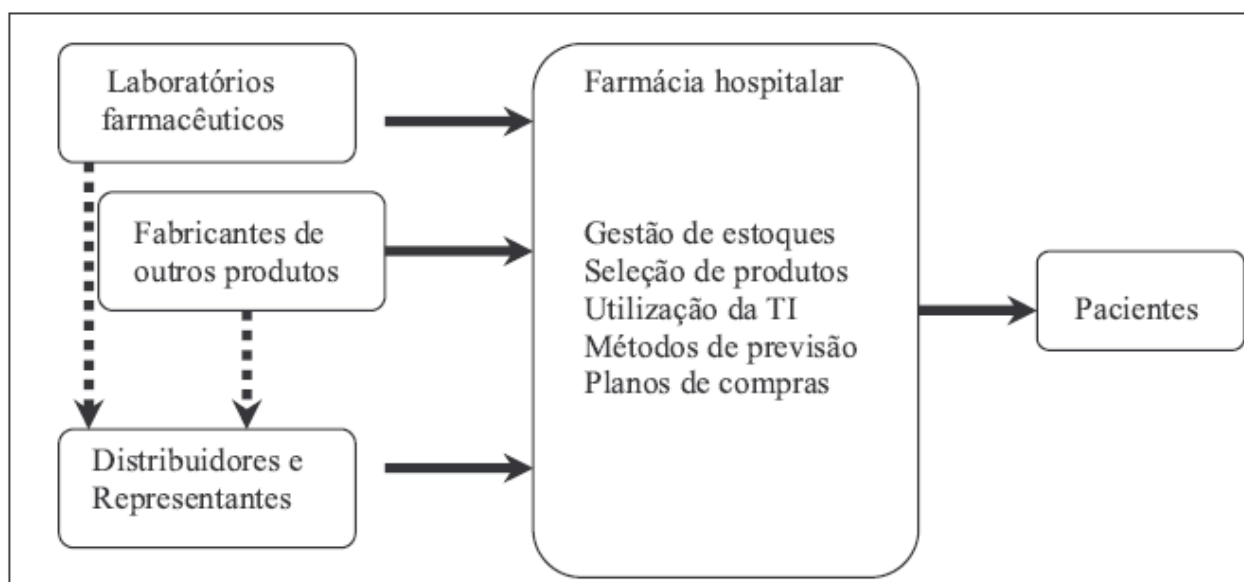 Laboratórios
farmacêuticos
Fabricantes de
outros produtos
Distribuidores e
Representantes
Farmácia hospitalar
Gestão de estoques
Seleção de produtos
Utilização da TI
Métodos de previsão
Planos de compras
Pacientes